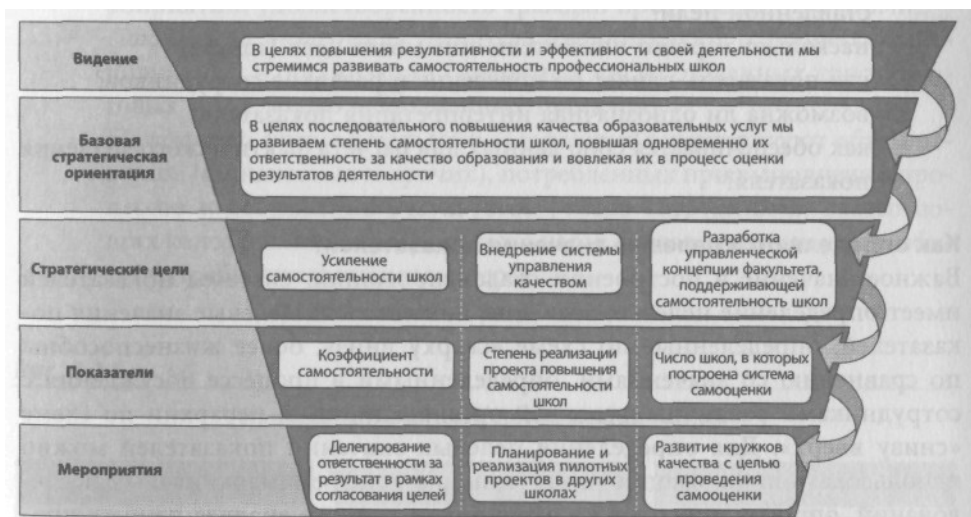 Видение
В целях повышения результативности и эффективности своей деятельности мы
стремимся развивать самостоятельность профессиональных школ
Базовая
стратегическая
ориентация
В целях последовательного повышения качества образовательных услуг мы
развиваем степень самостоятельности школ, повышая одновременно их
ответственность за качество образования и вовлекая их в процесс оценки
результатов деятельности
Стратегические цели
Усиление
самостоятельности школ
Внедрение системы
управления
качеством
Разработка
управленческой
концепции факультета,
поддерживающей
самостоятельность школ
Показатели
Коэффициент
самостоятельности
Степень реализации
проекта повышения
самостоятельности
школ
Число школ, в которых
построена система
самооценки
Мероприятия
Делегирование
ответственности за
результат в рамках
согласования целей
Планирование и
реализация пилотных
проектов в других
школах
Развитие кружков
качества с целью
проведения
самооценки